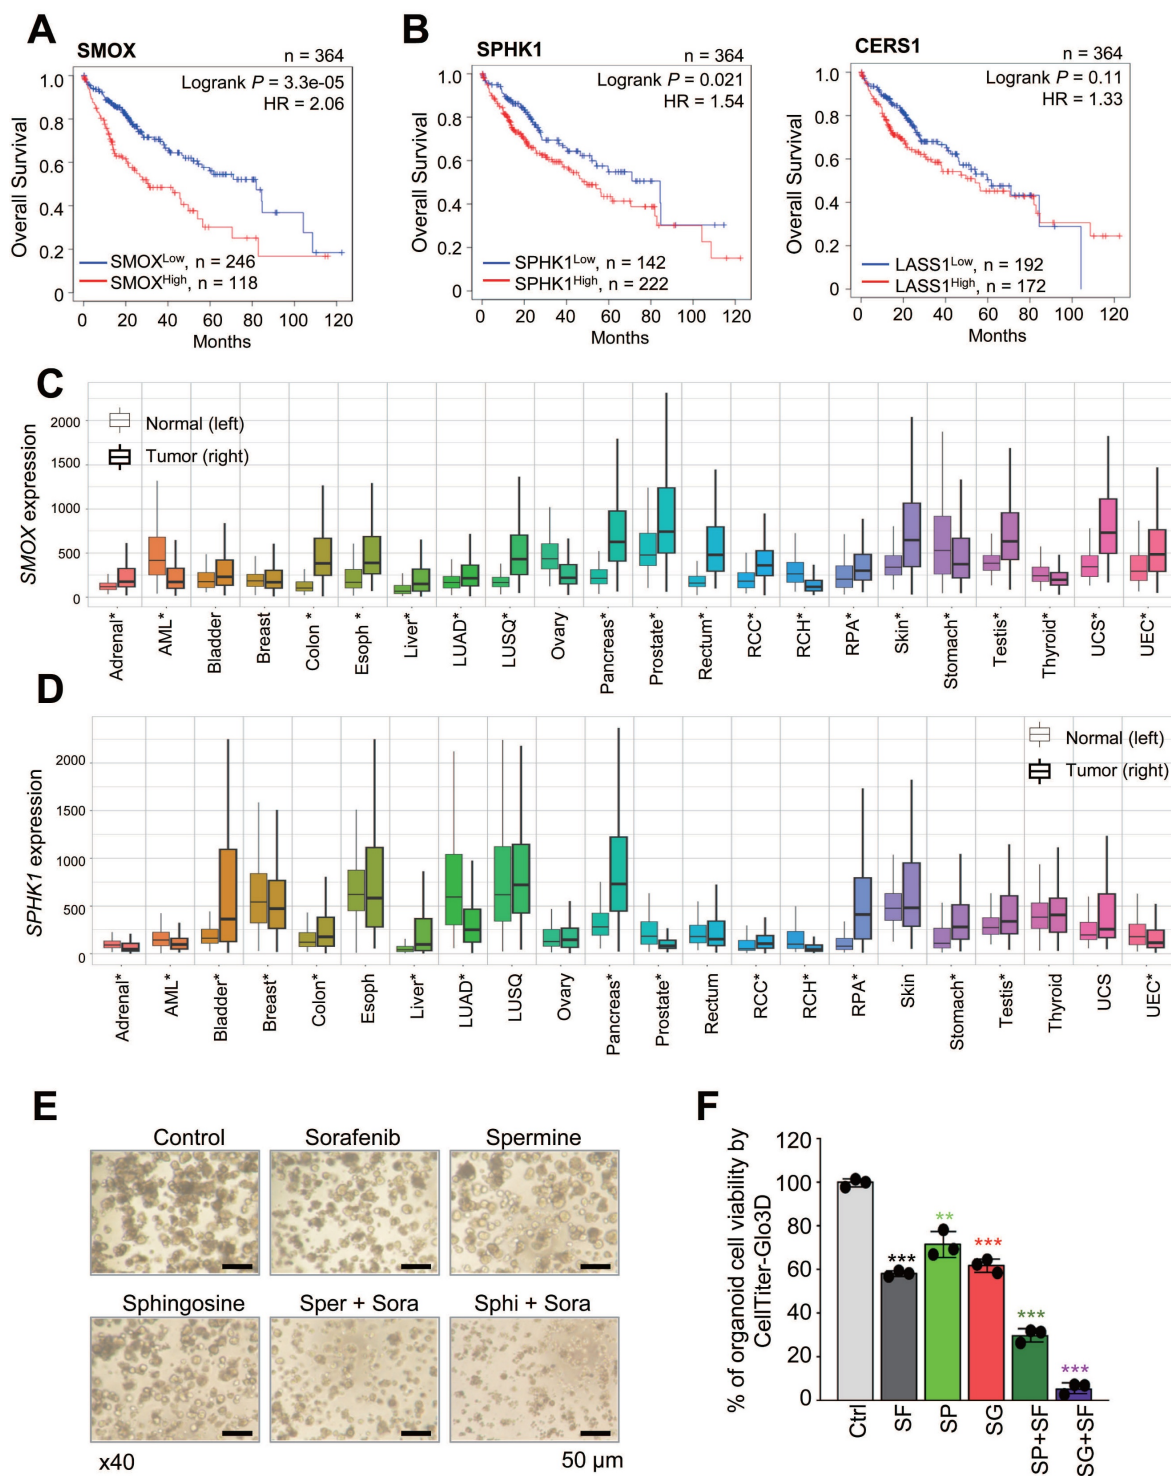 A
SMOX
n = 364
Logrank P = 3.3e-05
HR = 2.06
Overall Survival
1.0
0.8
0.6
0.4
0.2
0
SMOXLow, n = 246
SMOXHigh, n = 118
0 20 40 60 80 100 120
Months
B
SPHK1
n = 364
Logrank P = 0.021
HR = 1.54
Overall Survival
1.0
0.8
0.6
0.4
0.2
0
SPHK1Low, n = 142
SPHK1High, n = 222
0 20 40 60 80 100 120
Months
CERS1
n = 364
Logrank P = 0.11
HR = 1.33
Overall Survival
1.0
0.8
0.6
0.4
0.2
0
LASS1Low, n = 192
LASS1High, n = 172
0 20 40 60 80 100 120
Months
C
SMOX expression
2000
1500
1000
500
0
Normal (left)
Tumor (right)
Adrenal*
AML*
Bladder
Breast
Colon *
Esoph *
Liver*
LUAD*
LUSQ*
Ovary
Pancreas*
Prostate*
Rectum*
RCC*
RCH*
RPA*
Skin*
Stomach*
Testis*
Thyroid*
UCS*
UEC*
D
SPHK1 expression
2000
1500
1000
500
0
Normal (left)
Tumor (right)
Adrenal*
AML*
Bladder*
Breast*
Colon*
Esoph
Liver*
LUAD*
LUSQ
Ovary
Pancreas*
Prostate*
Rectum
RCC*
RCH*
RPA*
Skin
Stomach*
Testis*
Thyroid
UCS
UEC*
E
Control
Sorafenib
Spermine
Sphingosine
Sper + Sora
Sphi + Sora
x40
50 µm
F
% of organoid cell viability by
CellTiter-Glo3D
120
100
80
60
40
20
0
***
**
***
***
***
Ctrl
SF
SP
SG
SP+SF
SG+SF